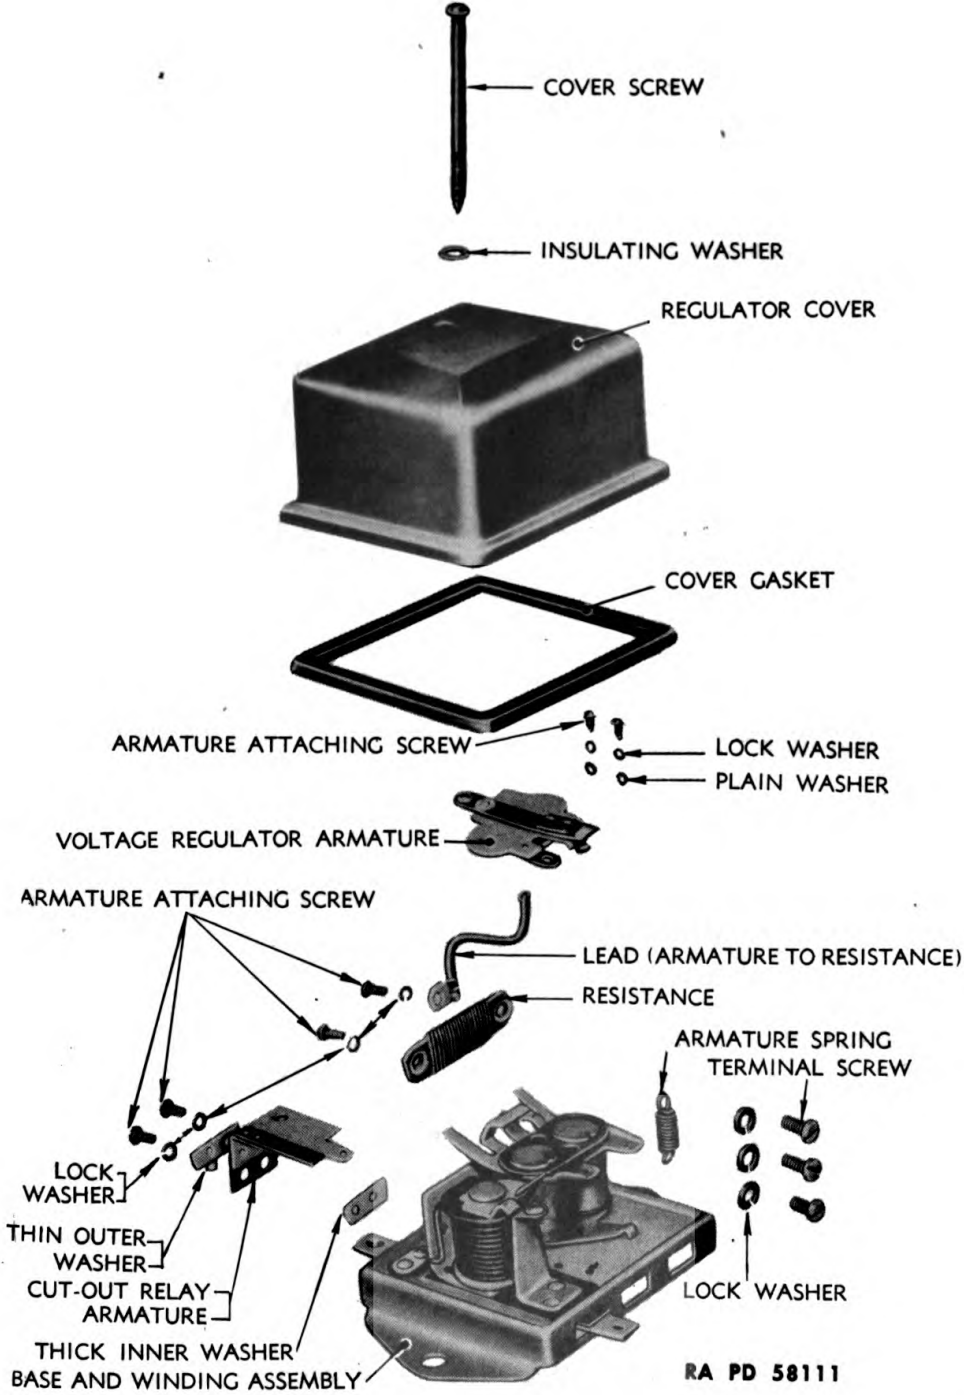 COVER SCREW
INSULATING WASHER
REGULATOR COVER
COVER GASKET
ARMATURE ATTACHING SCREW
LOCK WASHER
PLAIN WASHER
VOLTAGE REGULATOR ARMATURE
ARMATURE ATTACHING SCREW
LEAD (ARMATURE TO RESISTANCE)
RESISTANCE
ARMATURE SPRING
TERMINAL SCREW
LOCK
WASHER
THIN OUTER
WASHER
CUT-OUT RELAY
ARMATURE
LOCK WASHER
THICK INNER WASHER
BASE AND WINDING ASSEMBLY
RA PD 58111